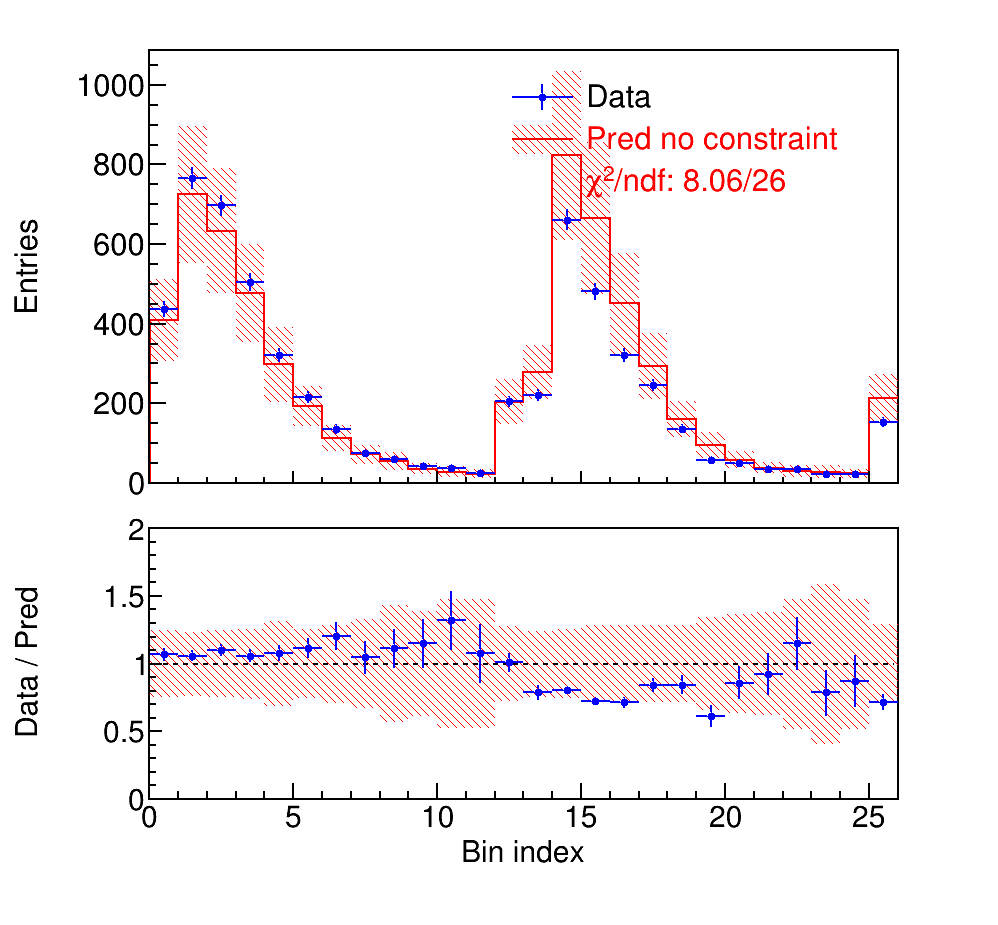 1000
800
600
400
200
0
Entries
Data
Pred no constraint
χ²/ndf: 8.06/26
2
1.5
1
0.5
0
Data / Pred
0 5 10 15 20 25
Bin index